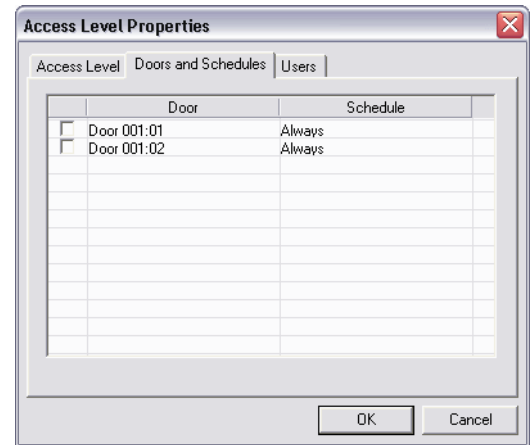 Access Level Properties
Access Level Doors and Schedules Users
Door Schedule
Door 001:01 Always
Door 001:02 Always
OK Cancel